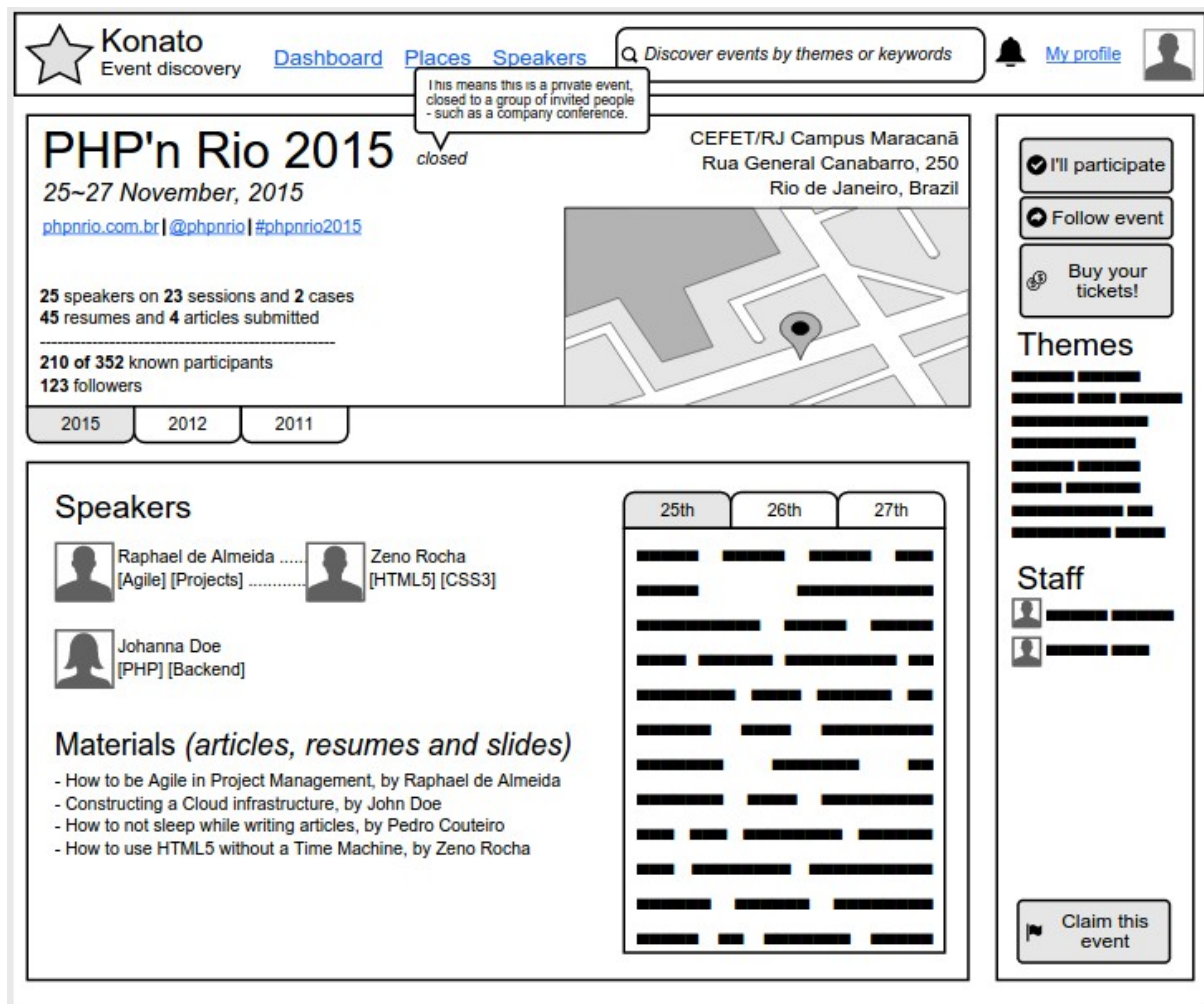 Konato
Event discovery
Dashboard Places Speakers
Discover events by themes or keywords
My profile
This means this is a private event,
closed to a group of invited people
- such as a company conference.
PHP'n Rio 2015
closed
25~27 November, 2015
phpnrio.com.br | @phpnrio | #phpnrio2015
25 speakers on 23 sessions and 2 cases
45 resumes and 4 articles submitted
210 of 352 known participants
123 followers
CEFET/RJ Campus Maracanã
Rua General Canabarro, 250
Rio de Janeiro, Brazil
2015 2012 2011
Speakers
Raphael de Almeida ......
[Agile] [Projects] ............
Zeno Rocha
[HTML5] [CSS3]
Johanna Doe
[PHP] [Backend]
Materials (articles, resumes and slides)
- How to be Agile in Project Management, by Raphael de Almeida
- Constructing a Cloud infrastructure, by John Doe
- How to not sleep while writing articles, by Pedro Couteiro
- How to use HTML5 without a Time Machine, by Zeno Rocha
25th 26th 27th
I'll participate
Follow event
Buy your
tickets!
Themes
Staff
Claim this
event